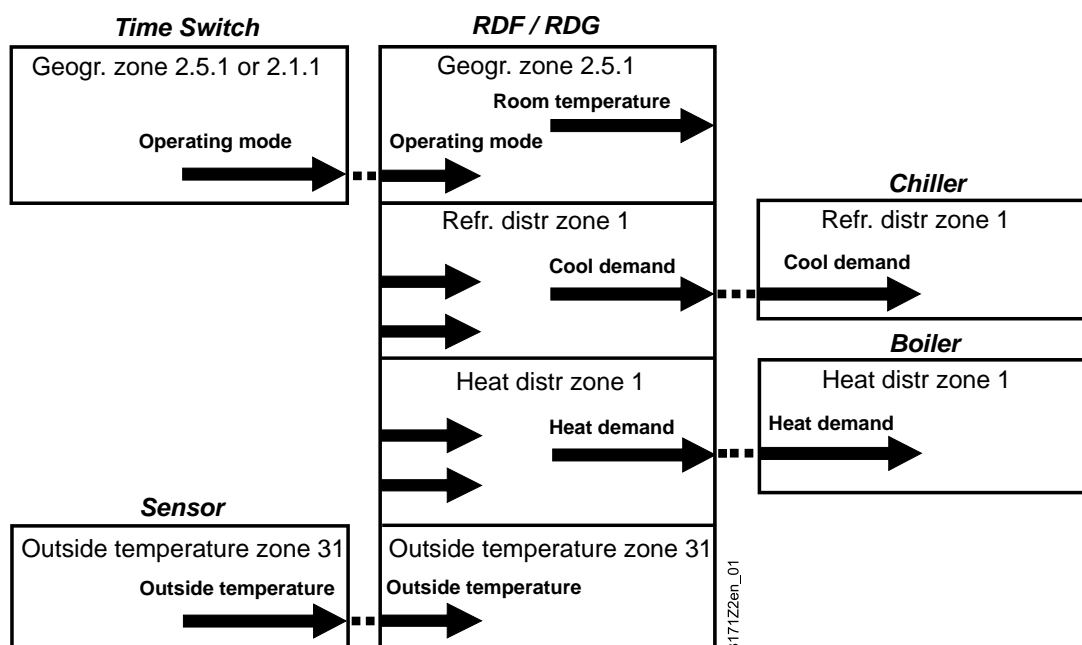 Time Switch
Geogr. zone 2.5.1 or 2.1.1
Operating mode
RDF / RDG
Geogr. zone 2.5.1
Room temperature
Operating mode
Refr. distr zone 1
Cool demand
Chiller
Refr. distr zone 1
Cool demand
Heat distr zone 1
Heat demand
Boiler
Heat distr zone 1
Heat demand
Sensor
Outside temperature zone 31
Outside temperature
Outside temperature zone 31
Outside temperature